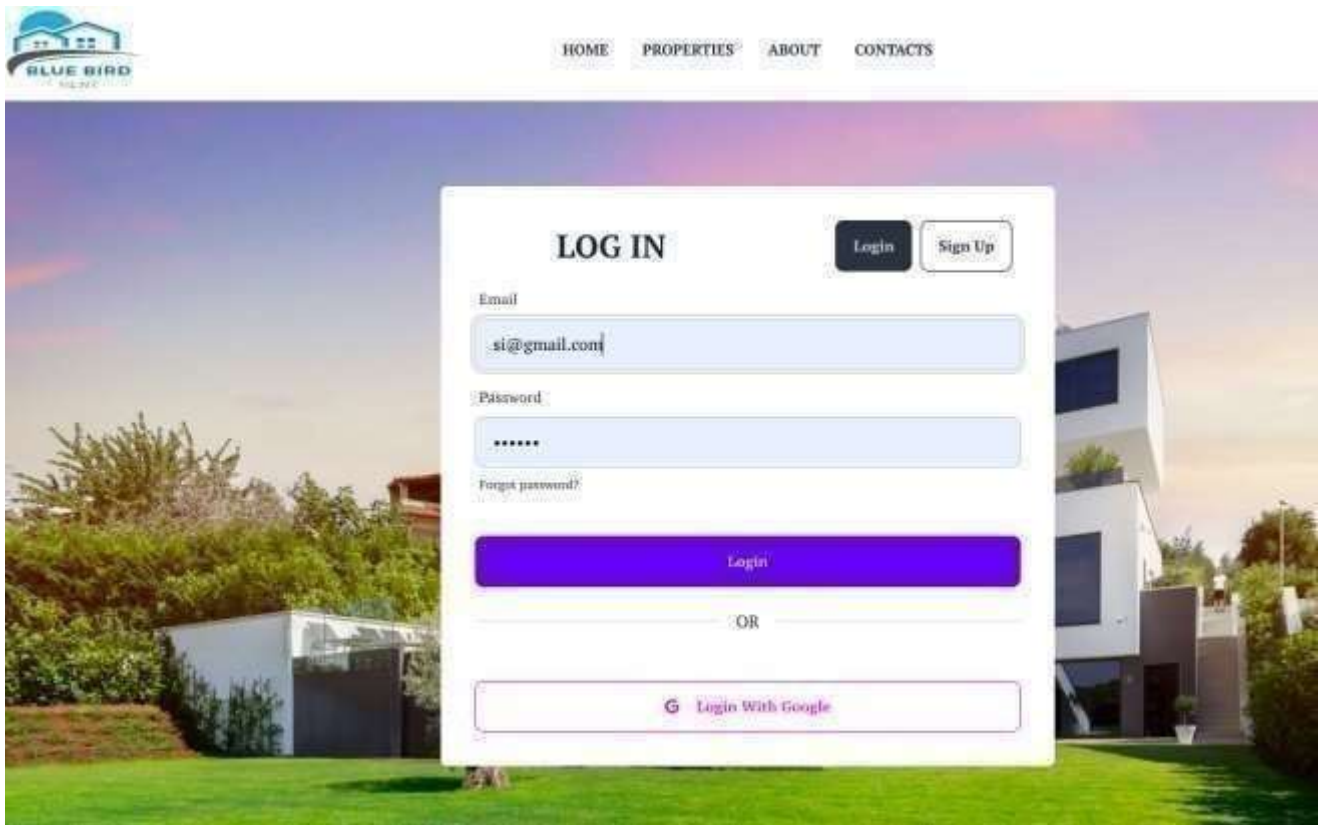 BLUE BIRD
HOME PROPERTIES ABOUT CONTACTS
LOG IN
Login Sign Up
Email
si@gmail.com
Password
••••••
Forgot password?
Login
OR
G Login With Google